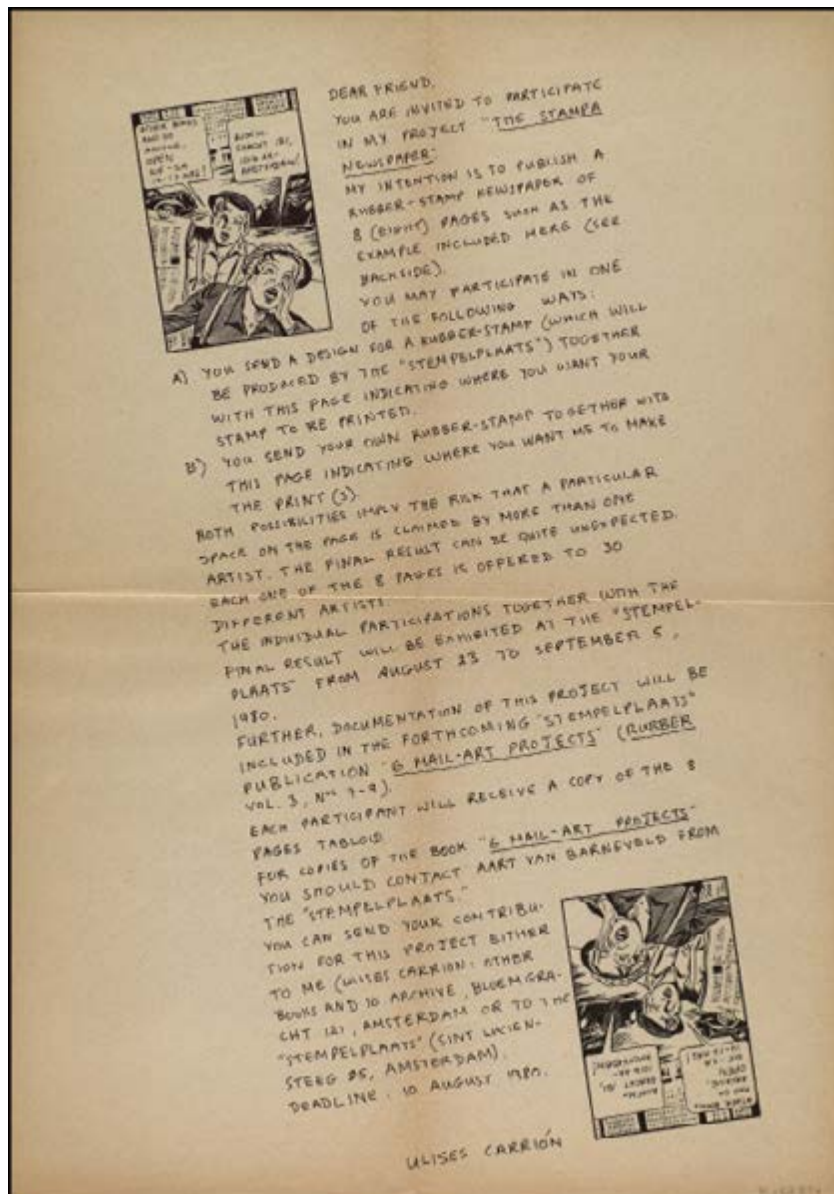 DEAR FRIEND,
YOU ARE INVITED TO PARTICIPATE
IN MY PROJECT "THE STAMPA
NEWSPAPER".
MY INTENTION IS TO PUBLISH A
RUBBER-STAMP NEWSPAPER OF
8 (EIGHT) PAGES SUCH AS THE
EXAMPLE INCLUDED HERE (SEE
BACKSIDE).
YOU MAY PARTICIPATE IN ONE
OF THE FOLLOWING WAYS:
A) YOU SEND A DESIGN FOR A RUBBER-STAMP (WHICH WILL
BE PRODUCED BY THE "STEMPELPLAATS") TOGETHER
WITH THIS PAGE INDICATING WHERE YOU WANT YOUR
STAMP TO BE PRINTED.
B) YOU SEND YOUR OWN RUBBER-STAMP TOGETHER WITH
THIS PAGE INDICATING WHERE YOU WANT ME TO MAKE
THE PRINT(S).
BOTH POSSIBILITIES IMPLY THE RISK THAT A PARTICULAR
SPACE ON THE PAGE IS CLAIMED BY MORE THAN ONE
ARTIST. THE FINAL RESULT CAN BE QUITE UNEXPECTED.
EACH ONE OF THE 8 PAGES IS OFFERED TO 30
DIFFERENT ARTISTS.
THE INDIVIDUAL PARTICIPATIONS TOGETHER WITH THE
FINAL RESULT WILL BE EXHIBITED AT THE "STEMPEL-
PLAATS" FROM AUGUST 23 TO SEPTEMBER 5,
1980.
FURTHER, DOCUMENTATION OF THIS PROJECT WILL BE
INCLUDED IN THE FORTHCOMING "STEMPELPLAATS"
PUBLICATION "6 MAIL-ART PROJECTS" (RUBBER
VOL. 3,
EACH PARTICIPANT WILL RECEIVE A COPY OF THE 8
PAGES TABLOID.
FOR COPIES OF THE BOOK "6 MAIL-ART PROJECTS"
YOU SHOULD CONTACT AART VAN BARNEVELD FROM
THE "STEMPELPLAATS."
YOU CAN SEND YOUR CONTRIBU-
TION FOR THIS PROJECT EITHER
TO ME (ULISES CARRION: OTHER
BOOKS AND SO ARCHIVE, BLOEMGRA-
CHT 121, AMSTERDAM OR TO THE
"STEMPELPLAATS" (SINT LUCIEN-
STEEG 25, AMSTERDAM).
DEADLINE: 10 AUGUST 1980.
ULISES CARRIÓN